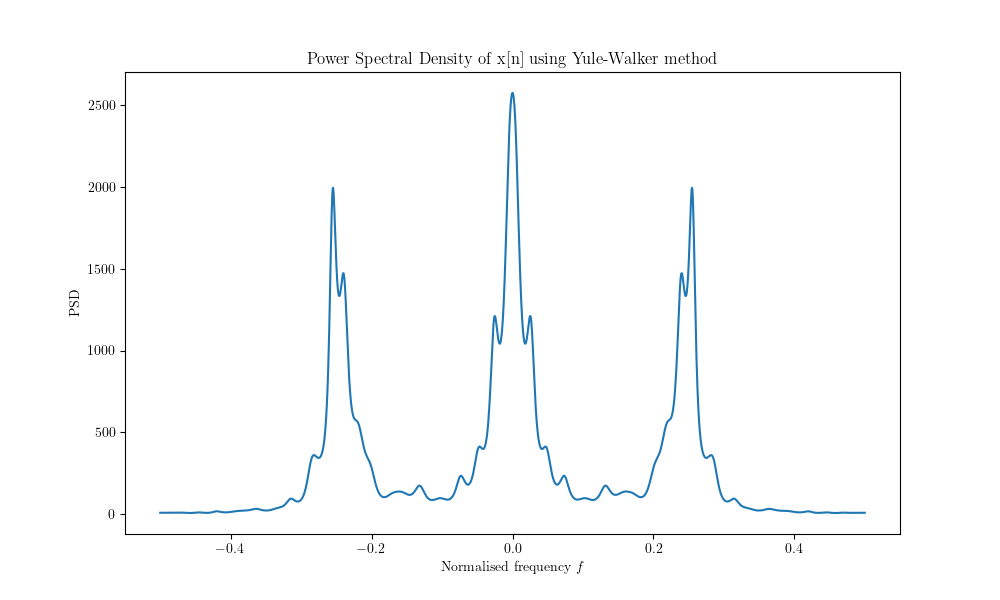 Power Spectral Density of x[n] using Yule-Walker method
2500
2000
1500
1000
500
0
PSD
−0.4 −0.2 0.0 0.2 0.4
Normalised frequency f